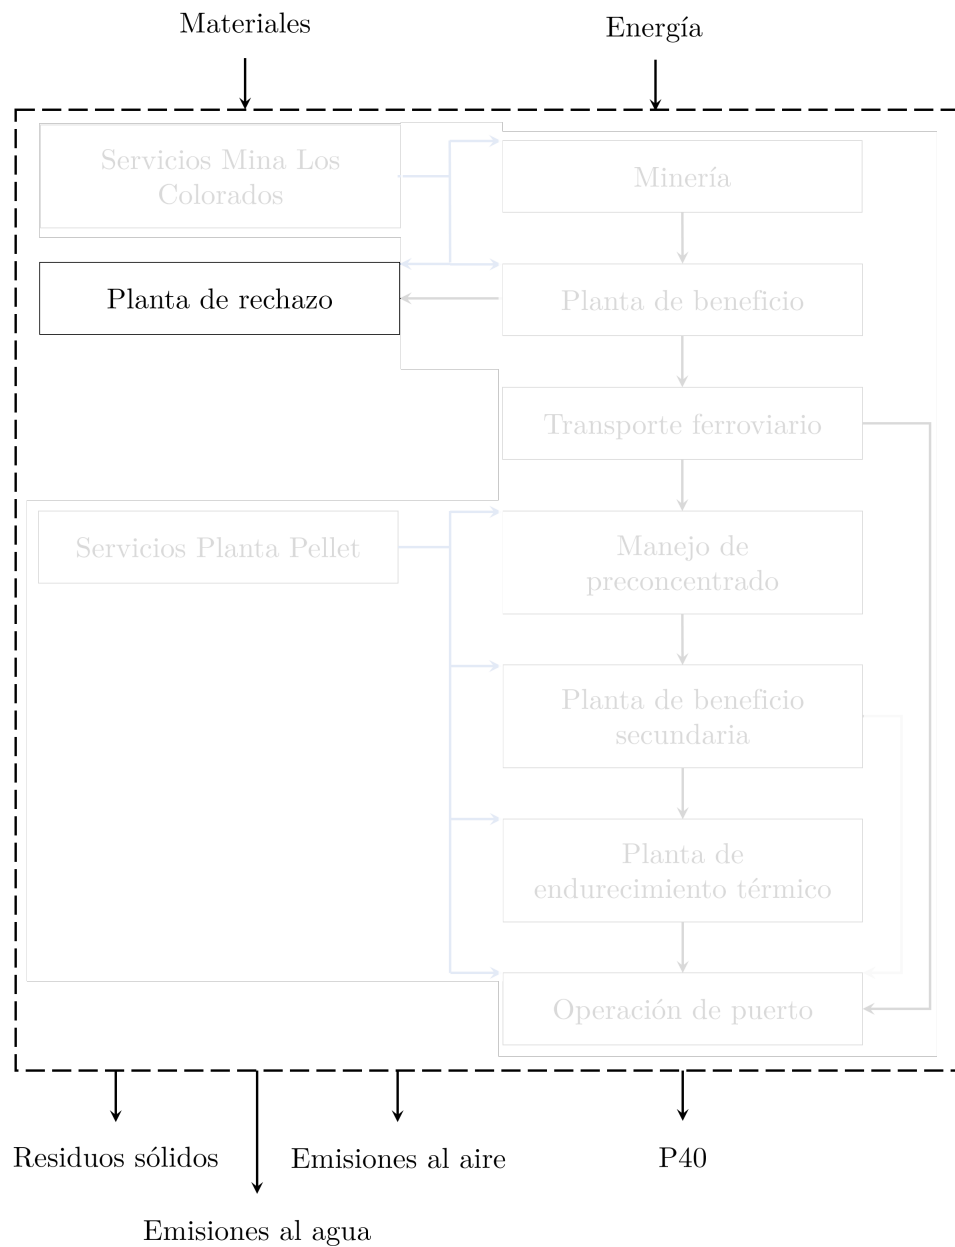 Materiales
Energía
Servicios Mina Los
Colorados
Minería
Planta de rechazo
Planta de beneficio
Transporte ferroviario
Servicios Planta Pellet
Manejo de
preconcentrado
Planta de beneficio
secundaria
Planta de
endurecimiento térmico
Operación de puerto
Residuos sólidos
Emisiones al aire
P40
Emisiones al agua